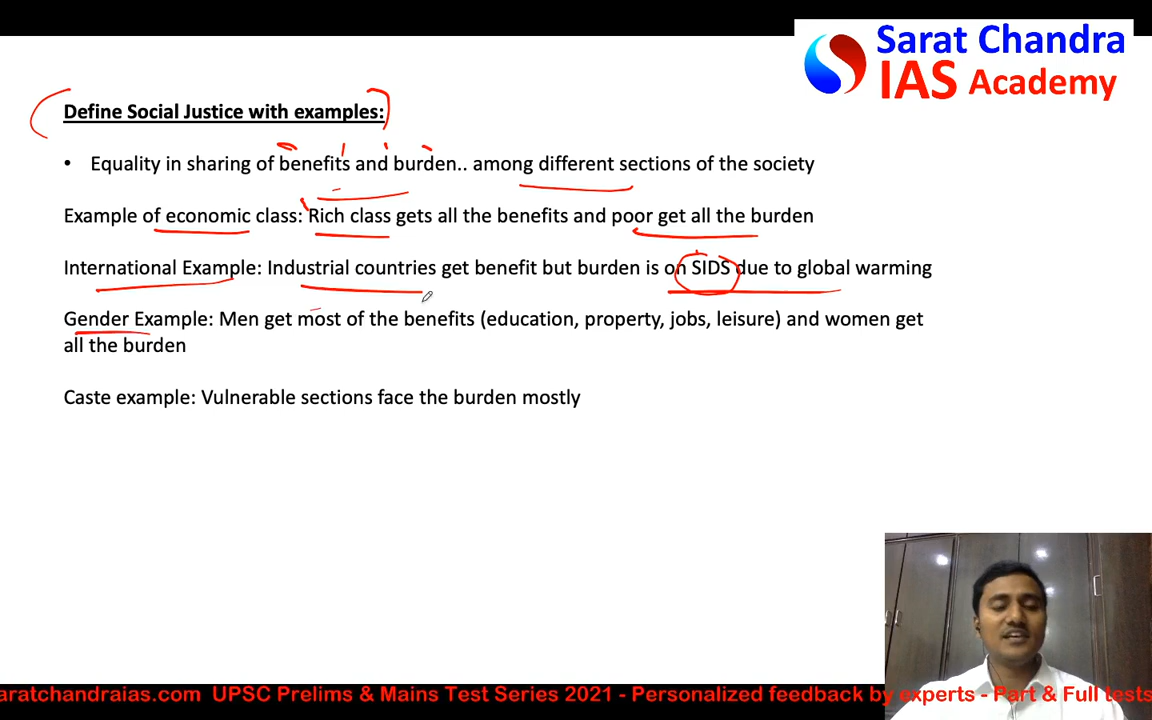 Sarat Chandra
IAS Academy
Define Social Justice with examples:
• Equality in sharing of benefits and burden.. among different sections of the society
Example of economic class: Rich class gets all the benefits and poor get all the burden
International Example: Industrial countries get benefit but burden is on SIDS due to global warming
Gender Example: Men get most of the benefits (education, property, jobs, leisure) and women get
all the burden
Caste example: Vulnerable sections face the burden mostly
aratchandraias.com UPSC Prelims & Mains Test Series 2021 - Personalized feedback by experts - Part & Full tests